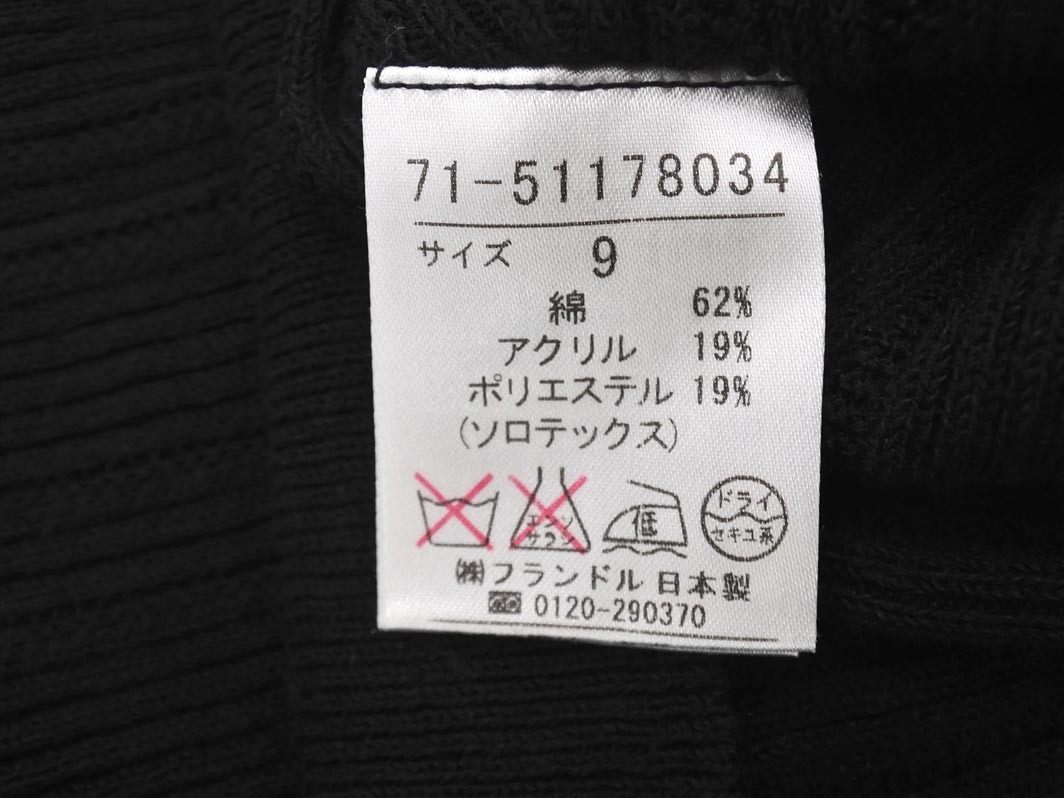 71-51178034
サイズ 9
綿 62%
アクリル 19%
ポリエステル 19%
(ソロテックス)
エンソ
サラシ
低
ドライ
セキユ系
㈱フランドル 日本製
0120-290370